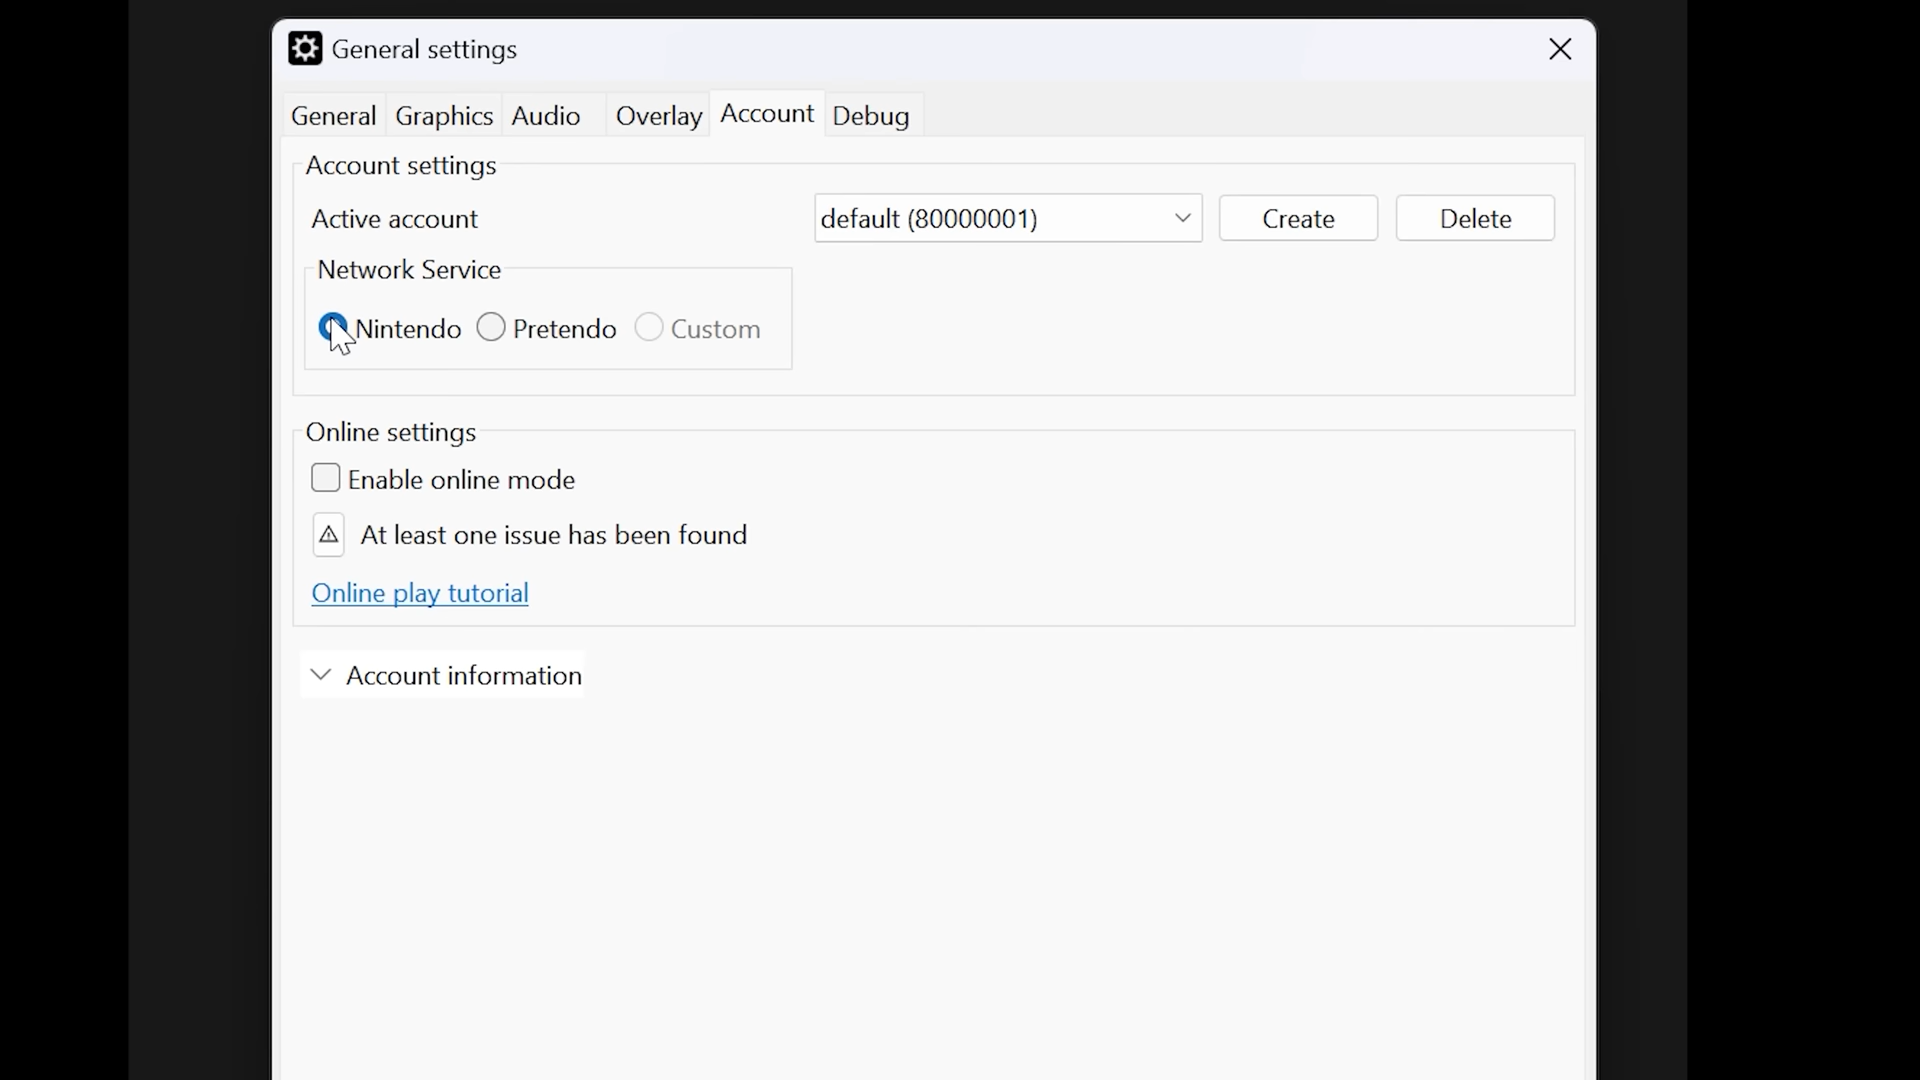 General settings
General Graphics Audio Overlay Account Debug
Account settings
Active account default (80000001) Create Delete
Network Service
Nintendo Pretendo Custom
Online settings
Enable online mode
At least one issue has been found
Online play tutorial
Account information